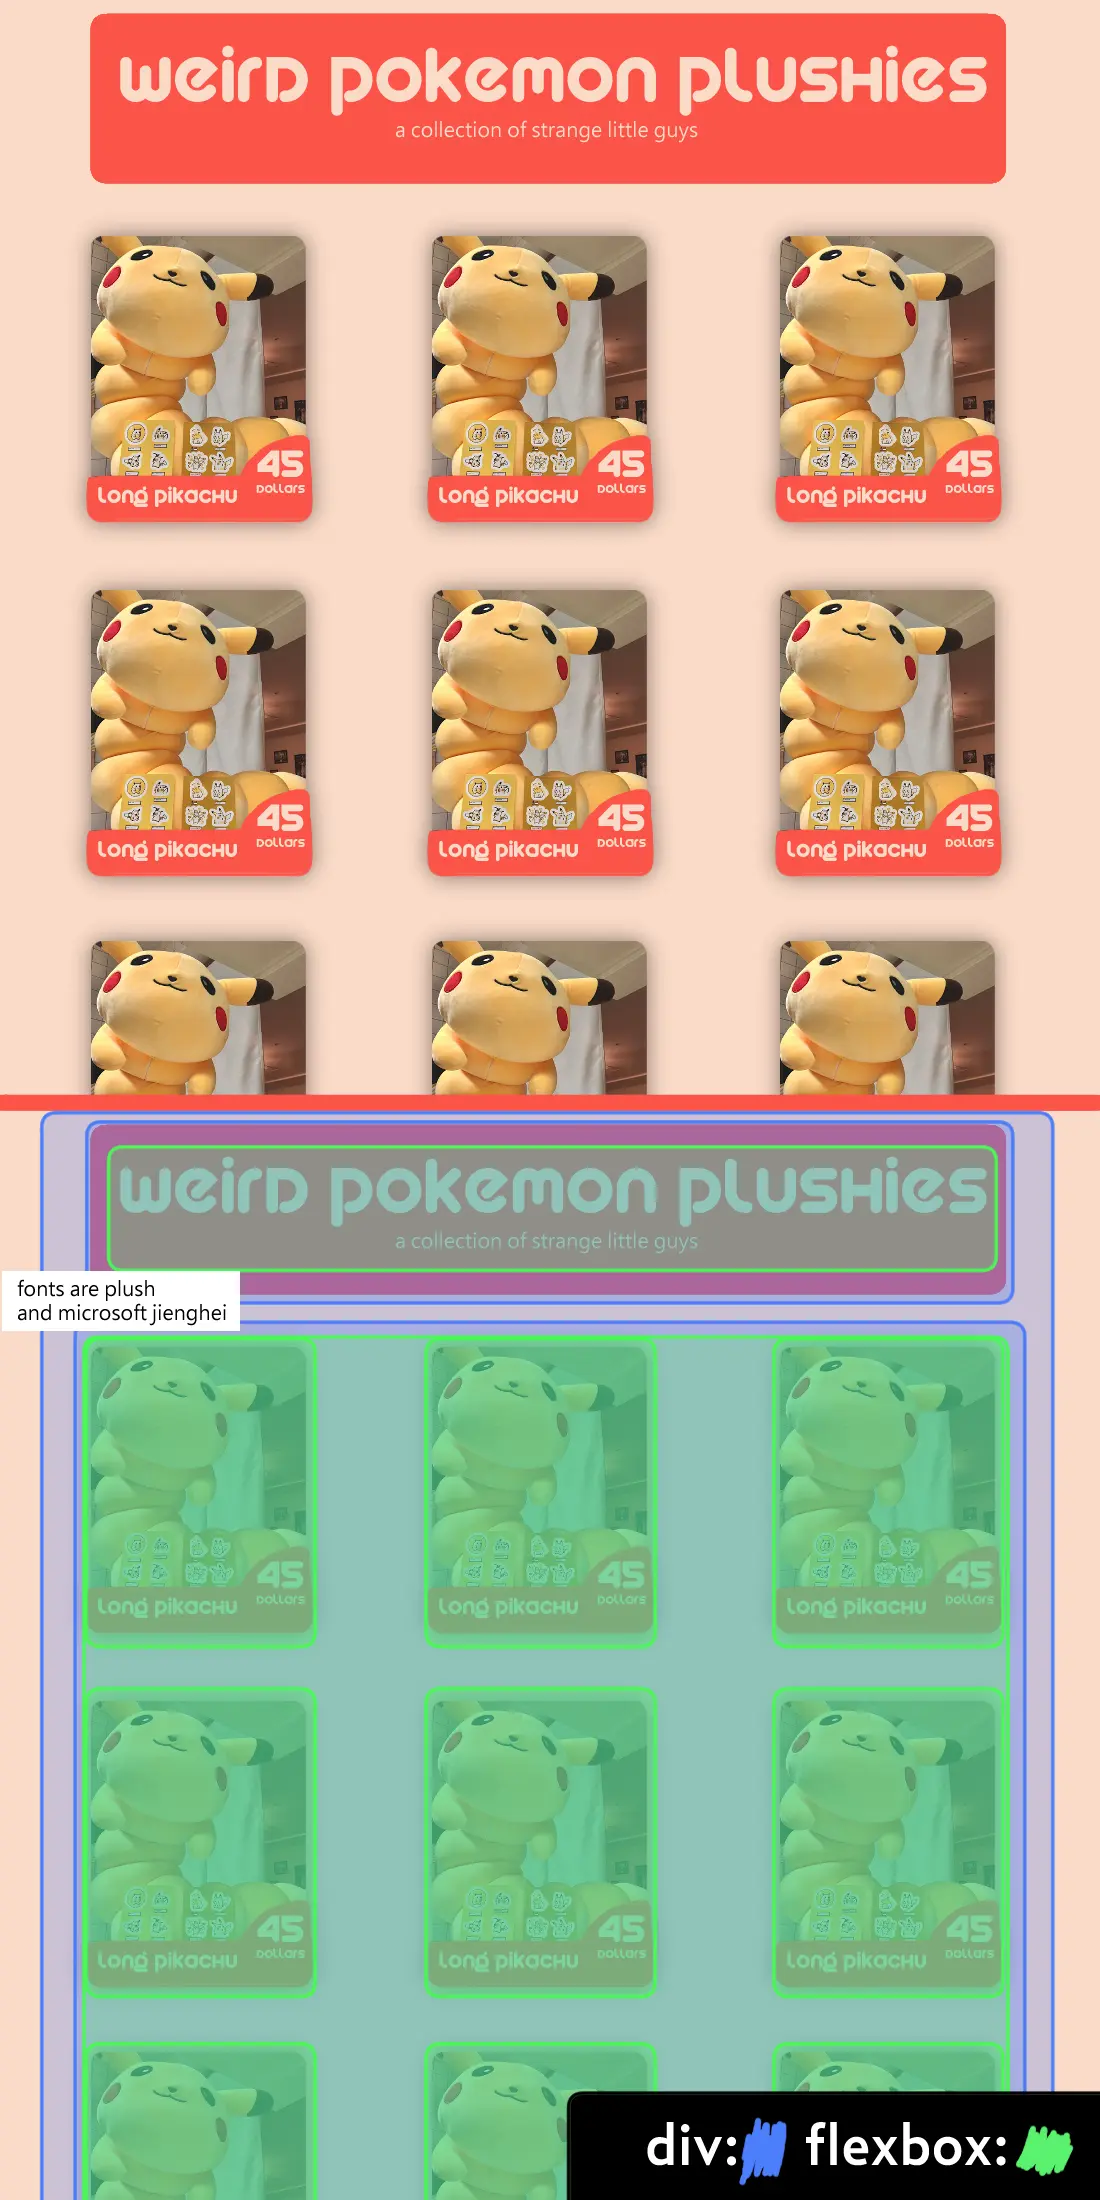 weird pokemon plushies
a collection of strange little guys
45
Dollars
Long pikachu
45
Dollars
Long pikachu
45
Dollars
Long pikachu
45
Dollars
Long pikachu
45
Dollars
Long pikachu
45
Dollars
Long pikachu
weird pokemon plushies
a collection of strange little guys
fonts are plush
and microsoft jienghei
45
Dollars
Long pikachu
45
Dollars
Long pikachu
45
Dollars
Long pikachu
45
Dollars
Long pikachu
45
Dollars
Long pikachu
45
Dollars
Long pikachu
div: flexbox: